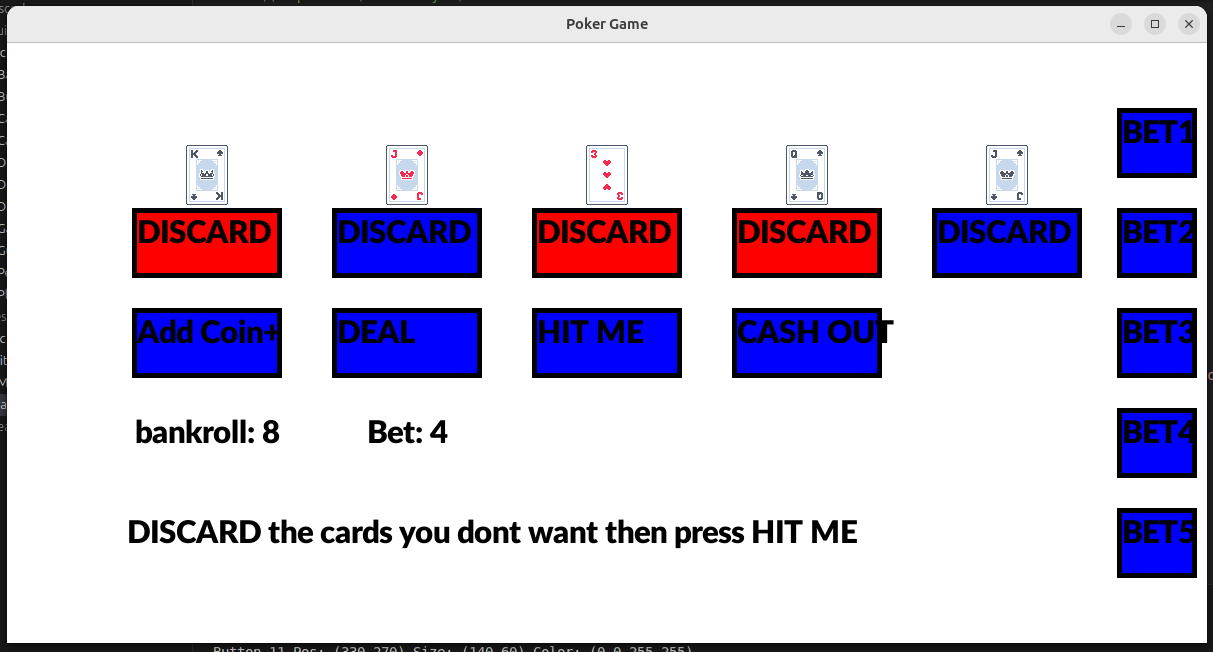 Poker Game
K J 3 Q J
K J 3 Q J
BET1
DISCARD DISCARD DISCARD DISCARD DISCARD BET2
Add Coin+ DEAL HIT ME CASH OUT BET3
bankroll: 8 Bet: 4 BET4
DISCARD the cards you dont want then press HIT ME BET5
Button 11 Pos: (330,270) Size: (140,60) Color: (0,0,255,255)